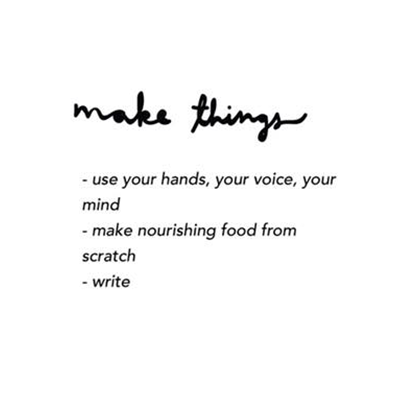 make things
- use your hands, your voice, your
mind
- make nourishing food from
scratch
- write